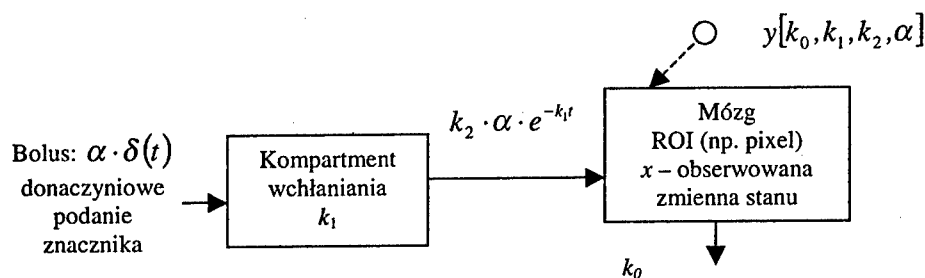 y[k₀, k₁, k₂, α]
k₂ · α · e^{-k₁t}
Bolus: α · δ(t)
donaczyniowe
podanie
znacznika
Kompartment
wchłaniania
k₁
Mózg
ROI (np. pixel)
x – obserwowana
zmienna stanu
k₀